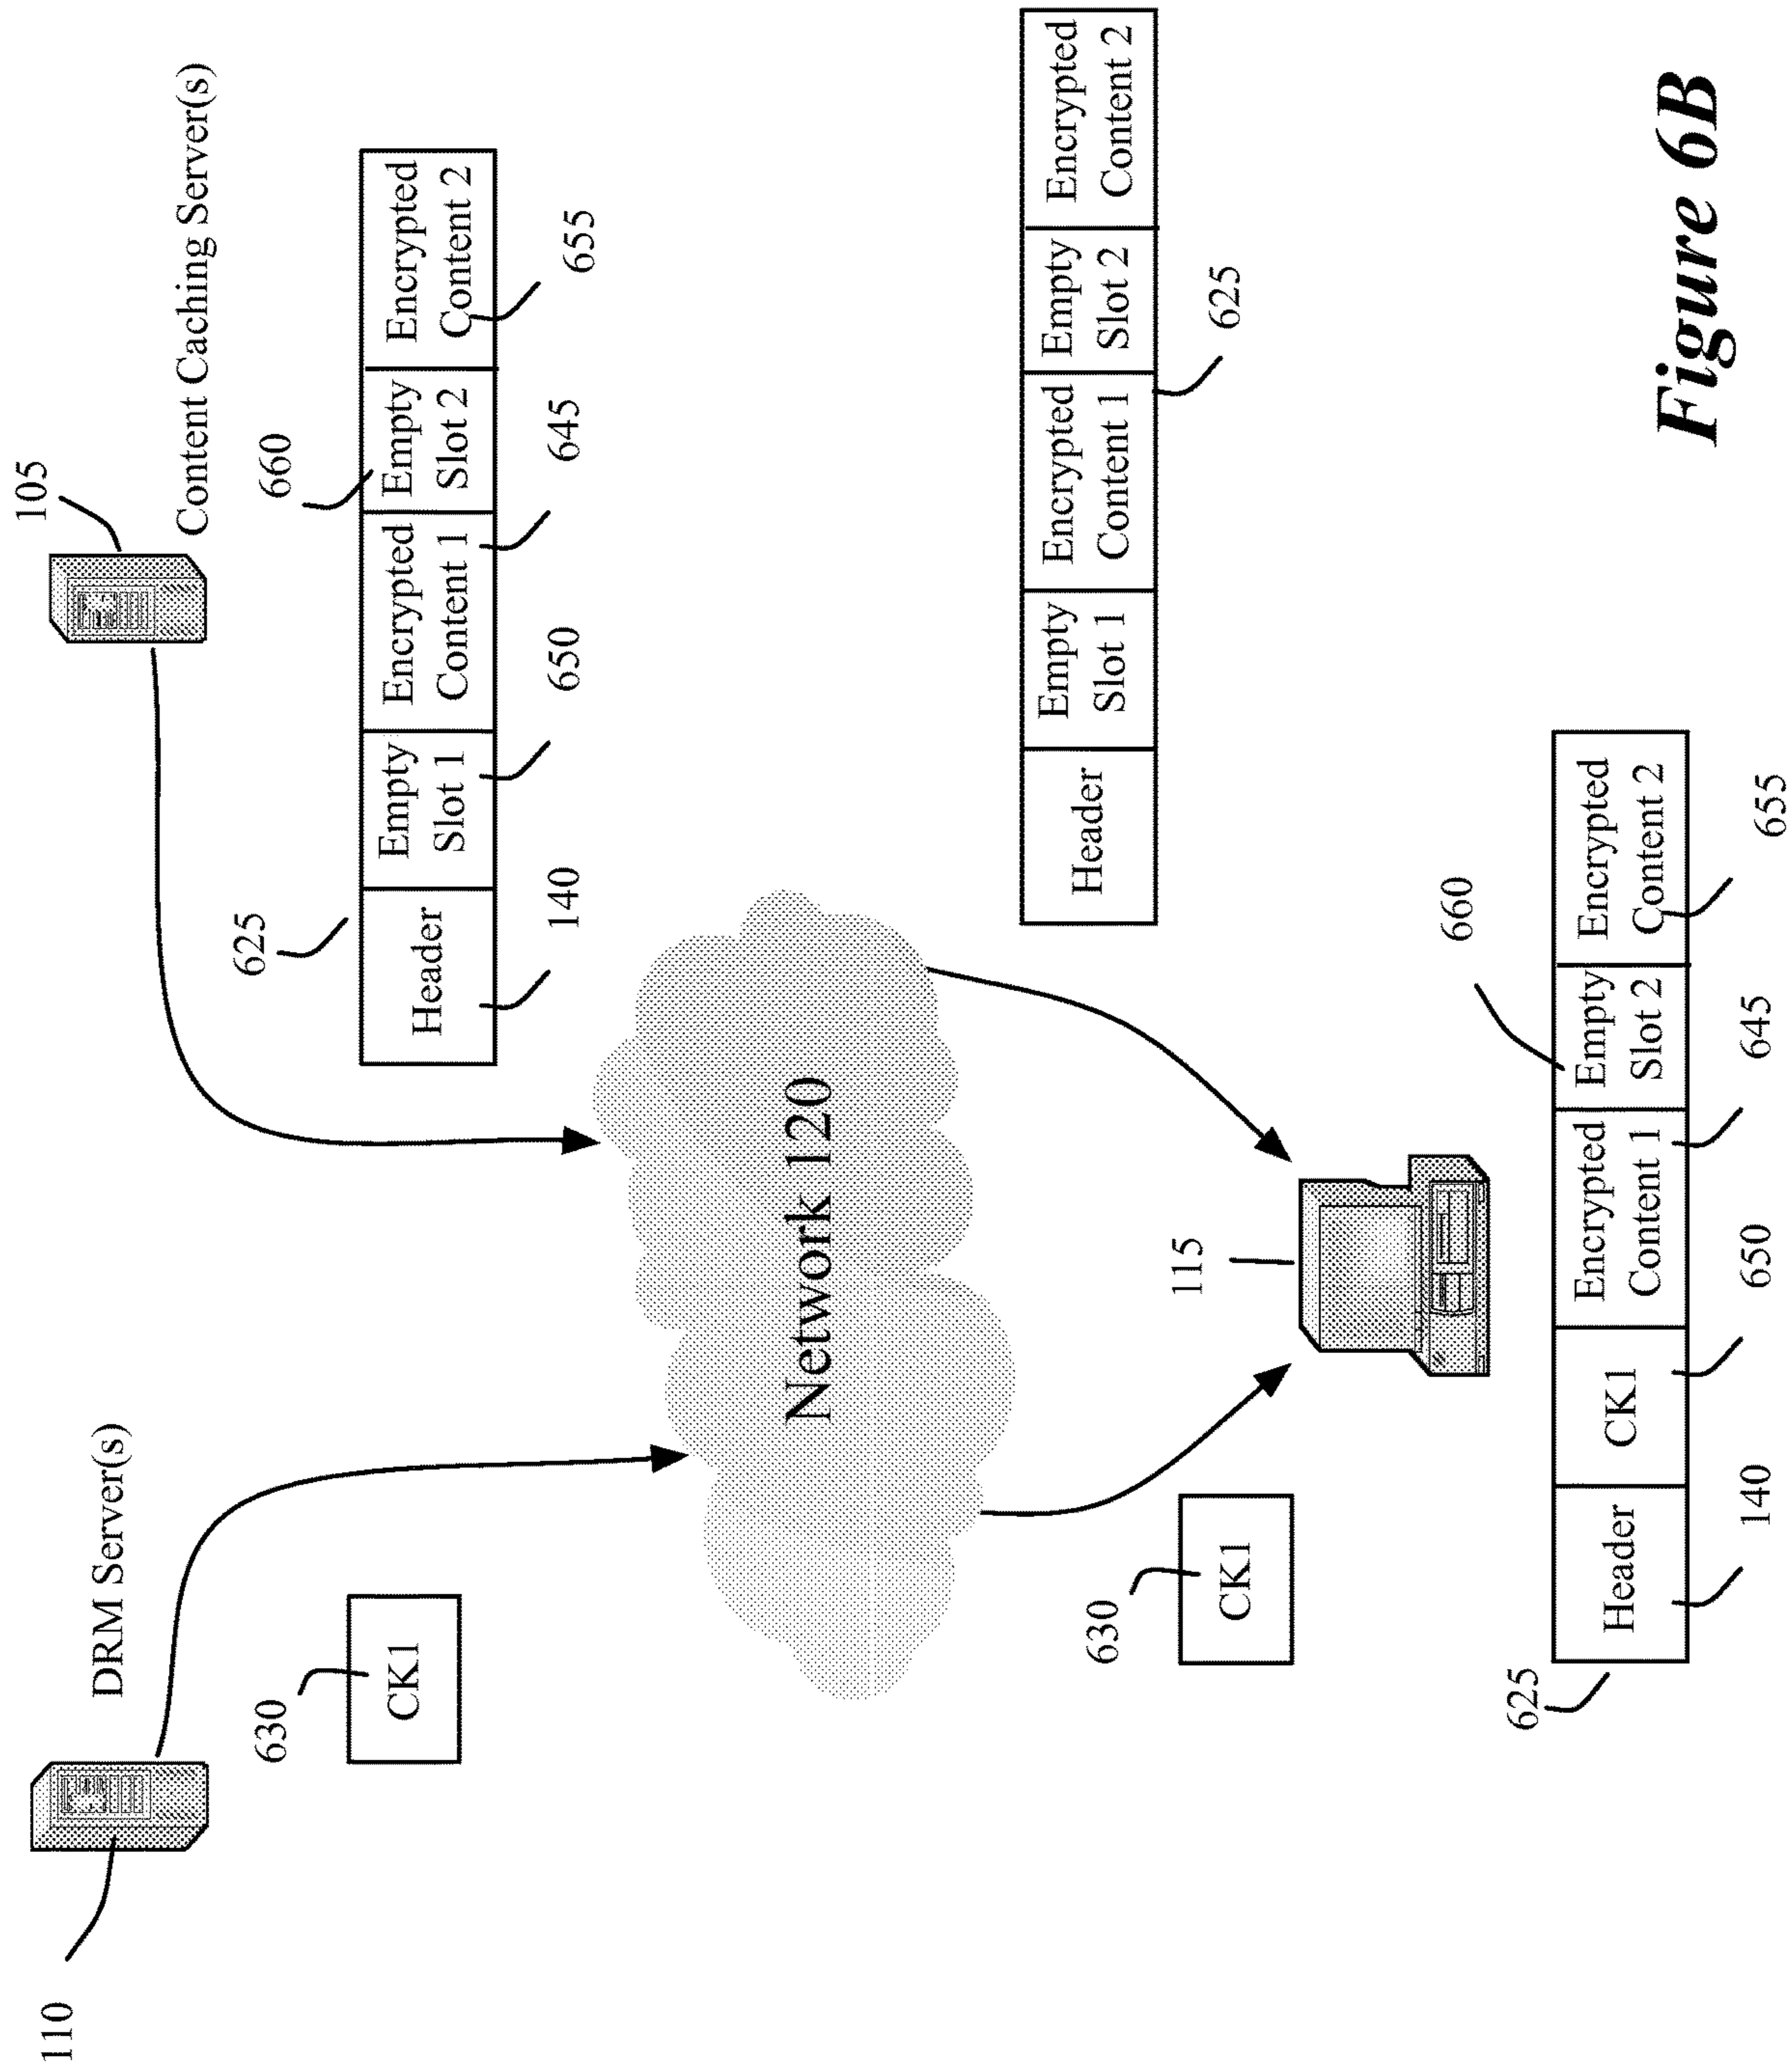 110
DRM Server(s)
105
Content Caching Server(s)
630
CK1
625
660
Header
Empty
Slot 1
Encrypted
Content 1
Empty
Slot 2
Encrypted
Content 2
140
650
645
655
Network 120
Header
Empty
Slot 1
Encrypted
Content 1
Empty
Slot 2
Encrypted
Content 2
625
630
CK1
115
660
625
Header
CK1
Encrypted
Content 1
Empty
Slot 2
Encrypted
Content 2
140
650
645
655
Figure 6B